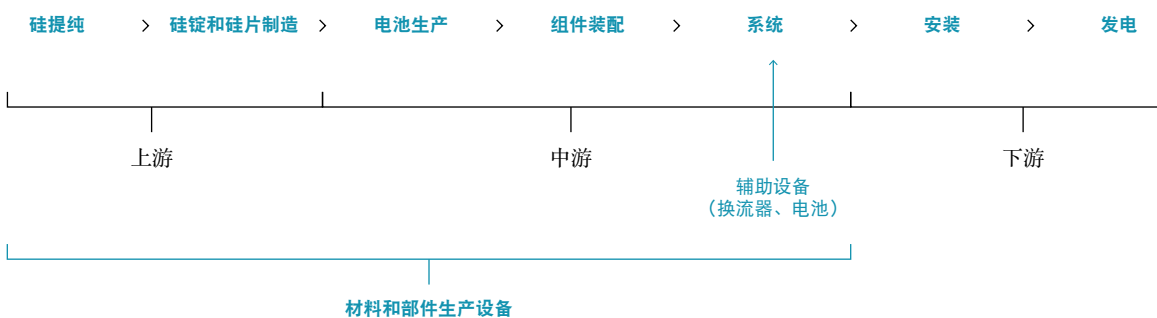 硅提纯 > 硅锭和硅片制造 > 电池生产 > 组件装配 > 系统 > 安装 > 发电
上游 中游 下游
辅助设备
（换流器、电池）
材料和部件生产设备